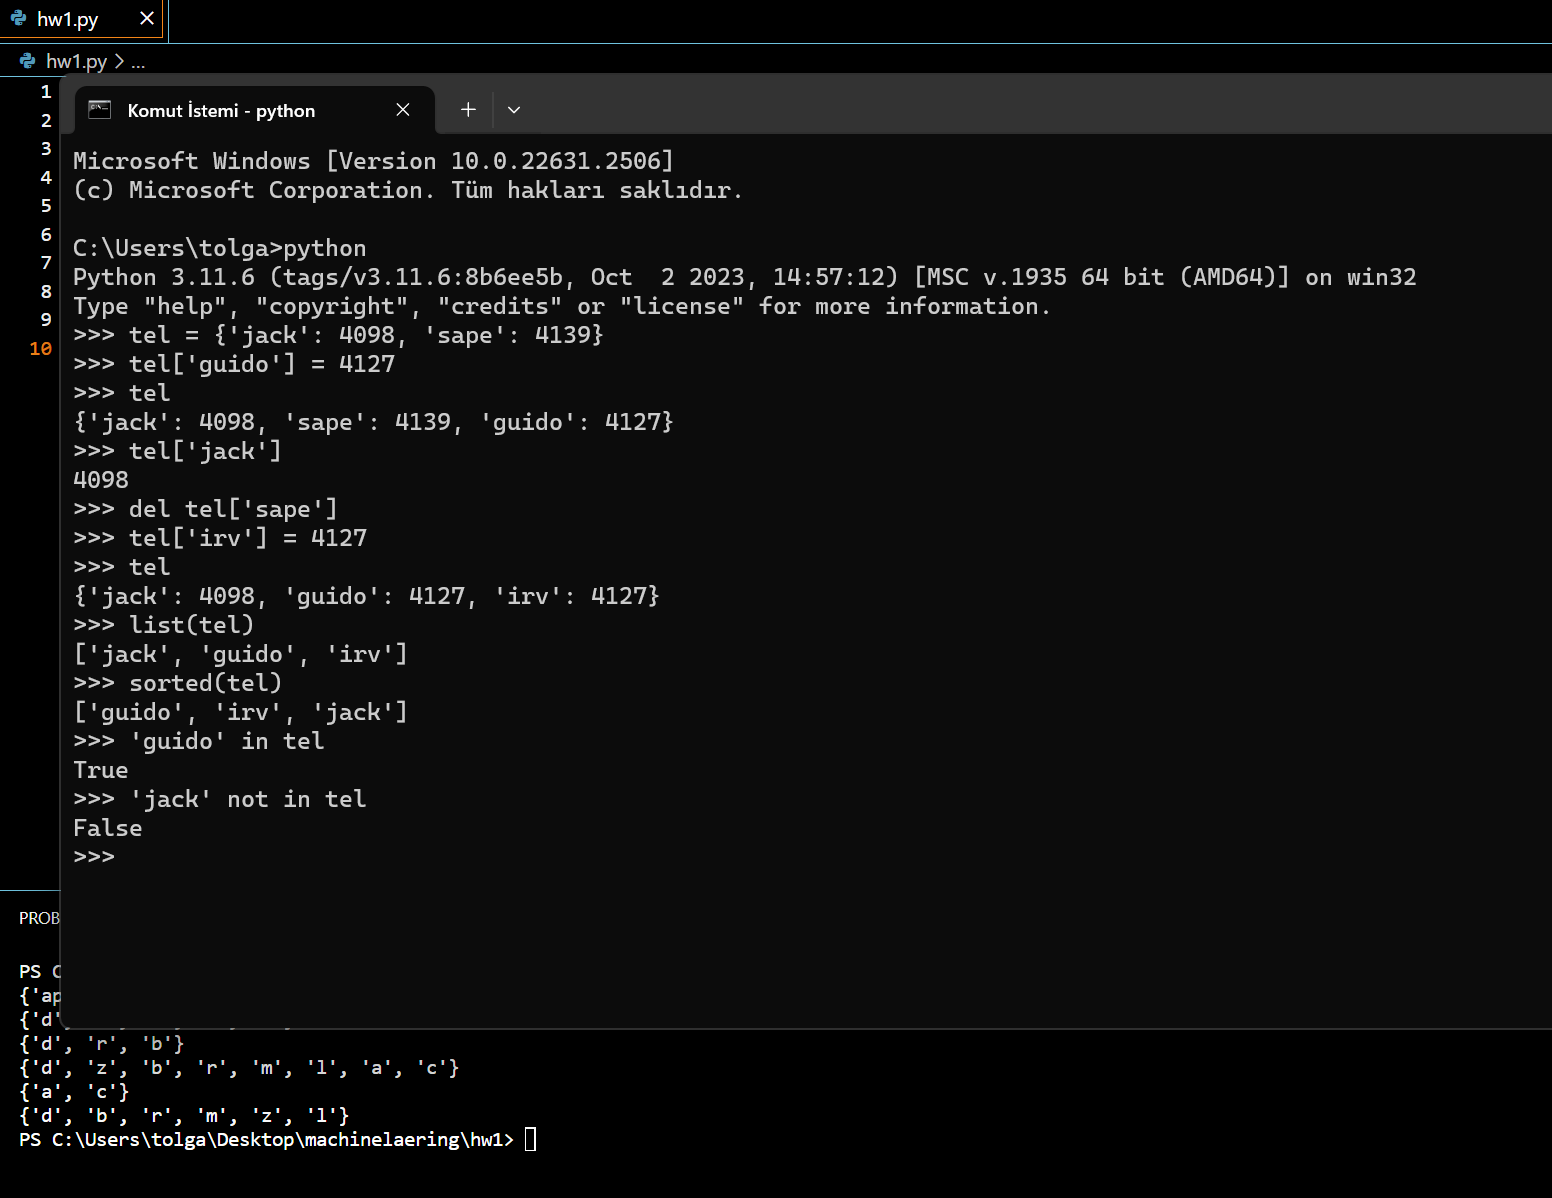 hw1.py
hw1.py > ...
1
2
3
4
5
6
7
8
9
10
Komut İstemi - python
Microsoft Windows [Version 10.0.22631.2506]
(c) Microsoft Corporation. Tüm hakları saklıdır.
C:\Users\tolga>python
Python 3.11.6 (tags/v3.11.6:8b6ee5b, Oct  2 2023, 14:57:12) [MSC v.1935 64 bit (AMD64)] on win32
Type "help", "copyright", "credits" or "license" for more information.
>>> tel = {'jack': 4098, 'sape': 4139}
>>> tel['guido'] = 4127
>>> tel
{'jack': 4098, 'sape': 4139, 'guido': 4127}
>>> tel['jack']
4098
>>> del tel['sape']
>>> tel['irv'] = 4127
>>> tel
{'jack': 4098, 'guido': 4127, 'irv': 4127}
>>> list(tel)
['jack', 'guido', 'irv']
>>> sorted(tel)
['guido', 'irv', 'jack']
>>> 'guido' in tel
True
>>> 'jack' not in tel
False
>>>
PROB
PS C
{'ap
{'d'
{'d', 'r', 'b'}
{'d', 'z', 'b', 'r', 'm', 'l', 'a', 'c'}
{'a', 'c'}
{'d', 'b', 'r', 'm', 'z', 'l'}
PS C:\Users\tolga\Desktop\machinelaering\hw1>